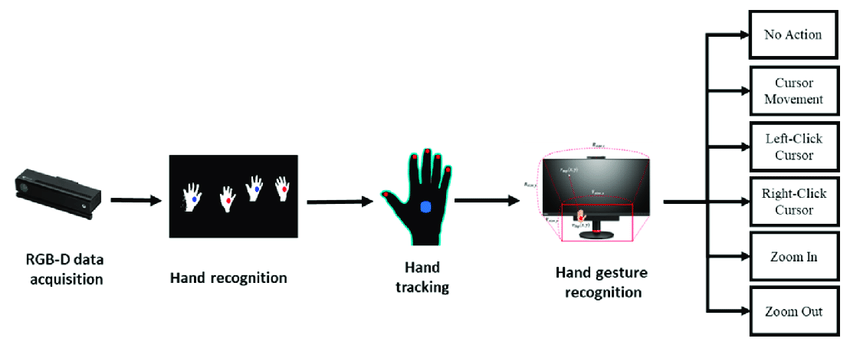 RGB-D data
acquisition
Hand recognition
Hand
tracking
Hand gesture
recognition
No Action
Cursor
Movement
Left-Click
Cursor
Right-Click
Cursor
Zoom In
Zoom Out